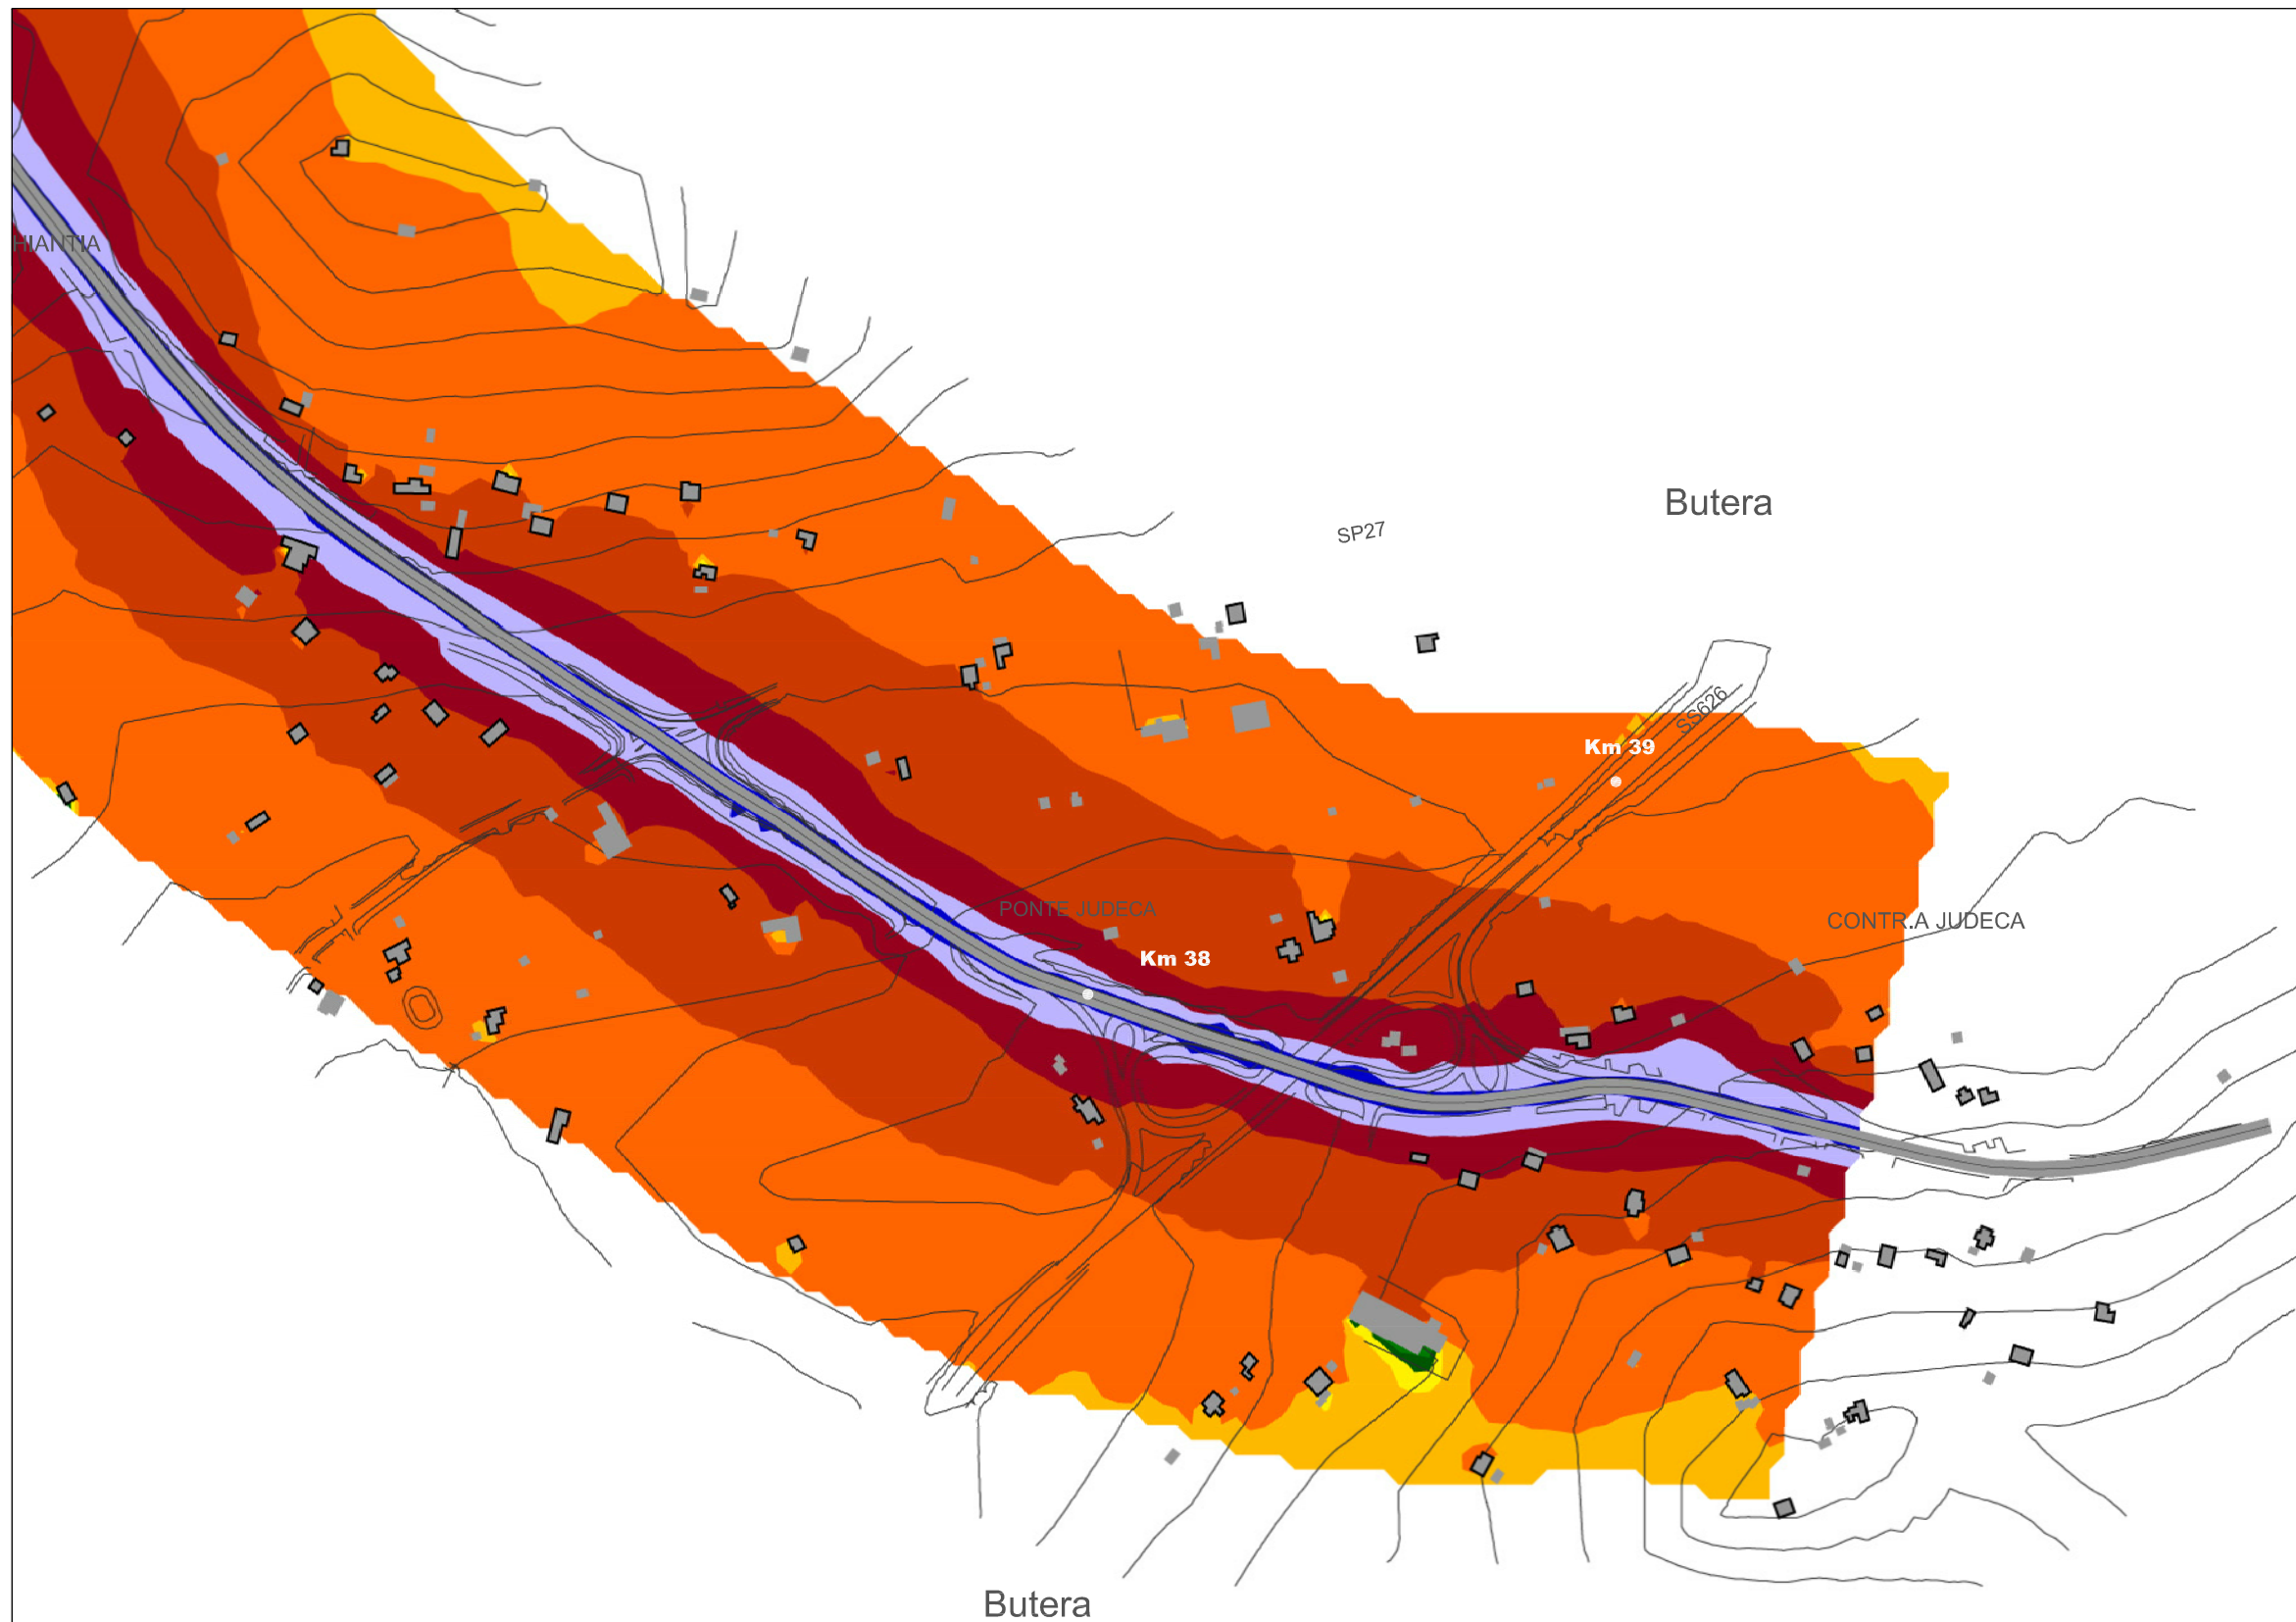 HIANTIA
Butera
SP27
SS626
Km 39
PONTE JUDECA
CONTR.A JUDECA
Km 38
Butera